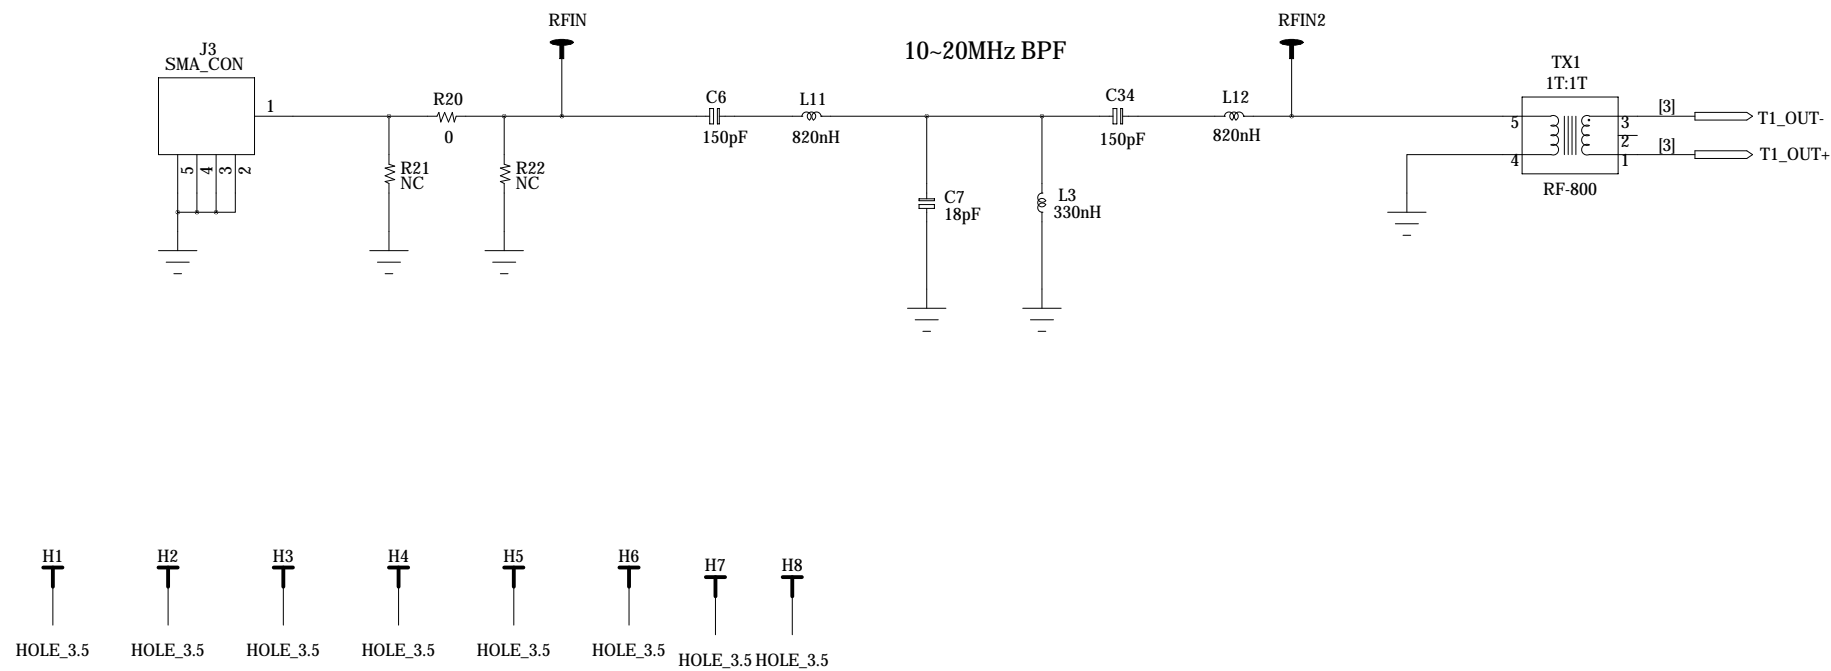 RFIN
RFIN2
10~20MHz BPF
J3
SMA_CON
1
5
4
3
2
R20
0
R21
NC
R22
NC
C6
150pF
L11
820nH
C7
18pF
L3
330nH
C34
150pF
L12
820nH
TX1
1T:1T
5
4
3
2
1
RF-800
[3]
T1_OUT-
[3]
T1_OUT+
H1
H2
H3
H4
H5
H6
H7
H8
HOLE_3.5
HOLE_3.5
HOLE_3.5
HOLE_3.5
HOLE_3.5
HOLE_3.5
HOLE_3.5
HOLE_3.5